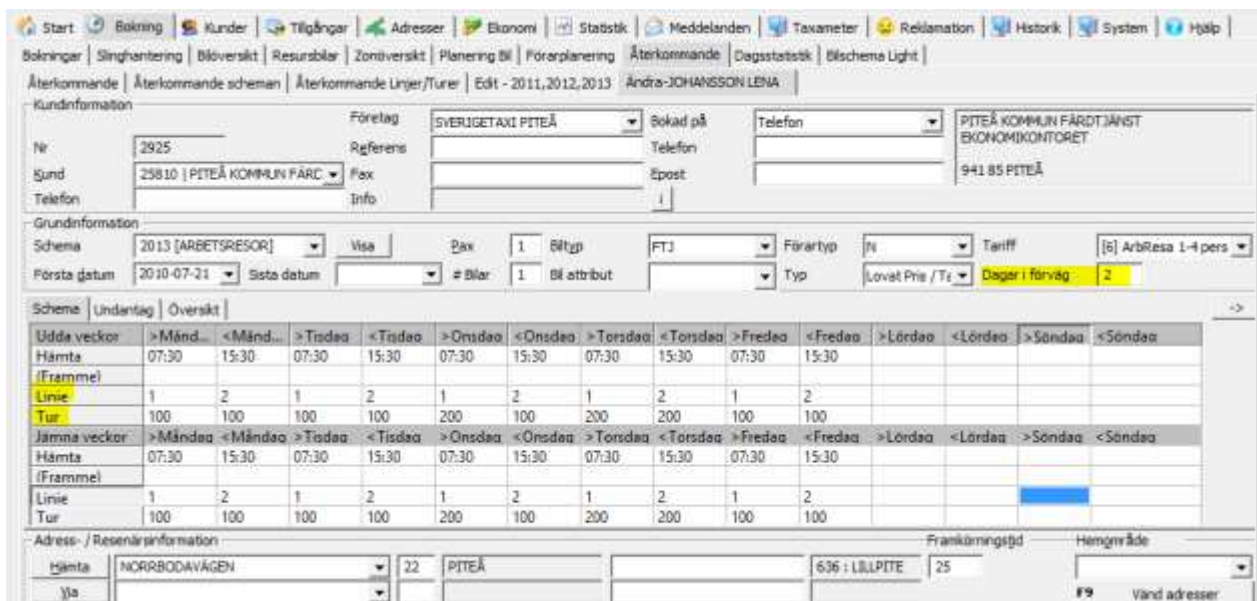 Start Bokning Kunder Tillgångar Adresser Ekonomi Statistik Meddelanden Taxameter Reklamation Historik System Hjälp
Bokningar Slinghantering Bilöversikt Resursbilar Zonöversikt Planering Bil Förarplanering Återkommande Dagsstatistik Bilschema Light
Återkommande Återkommande scheman Återkommande Linjer/Turer Edit - 2011,2012,2013 Ändra-JOHANSSON LENA
Kundinformation
Företag SVERIGETAXI PITEÅ Bokad på Telefon PITEÅ KOMMUN FÄRDTJÄNST
EKONOMIKONTORET
Nr 2925 Referens Telefon
Kund 25810 | PITEÅ KOMMUN FÄRD Fax Epost 941 85 PITEÅ
Telefon Info i
Grundinformation
Schema 2013 [ARBETSRESOR] Visa Pax 1 Biltyp FTJ Förartyp N Tariff [6] ArbResa 1-4 pers
Första datum 2010-07-21 Sista datum # Bilar 1 Bil attribut Typ Lovat Pris / Ta Dagar i förväg 2
Schema Undantag Översikt ->
Udda veckor >Månd... <Månd... >Tisdag <Tisdag >Onsdag <Onsdag >Torsdag <Torsdag >Fredag <Fredag >Lördag <Lördag >Söndag <Söndag
Hämta 07:30 15:30 07:30 15:30 07:30 15:30 07:30 15:30 07:30 15:30
(Framme)
Linje 1 2 1 2 1 2 1 2 1 2
Tur 100 100 100 100 200 100 200 200 100 100
Jämna veckor >Måndag <Måndag >Tisdag <Tisdag >Onsdag <Onsdag >Torsdag <Torsdag >Fredag <Fredag >Lördag <Lördag >Söndag <Söndag
Hämta 07:30 15:30 07:30 15:30 07:30 15:30 07:30 15:30 07:30 15:30
(Framme)
Linje 1 2 1 2 1 2 1 2 1 2
Tur 100 100 100 100 200 100 200 200 100 100
Adress- / Resenärsinformation Framkörningstid Hemområde
Hämta NORRBODAVÄGEN 22 PITEÅ 636 : LILLPITE 25
Via F9 Vänd adresser